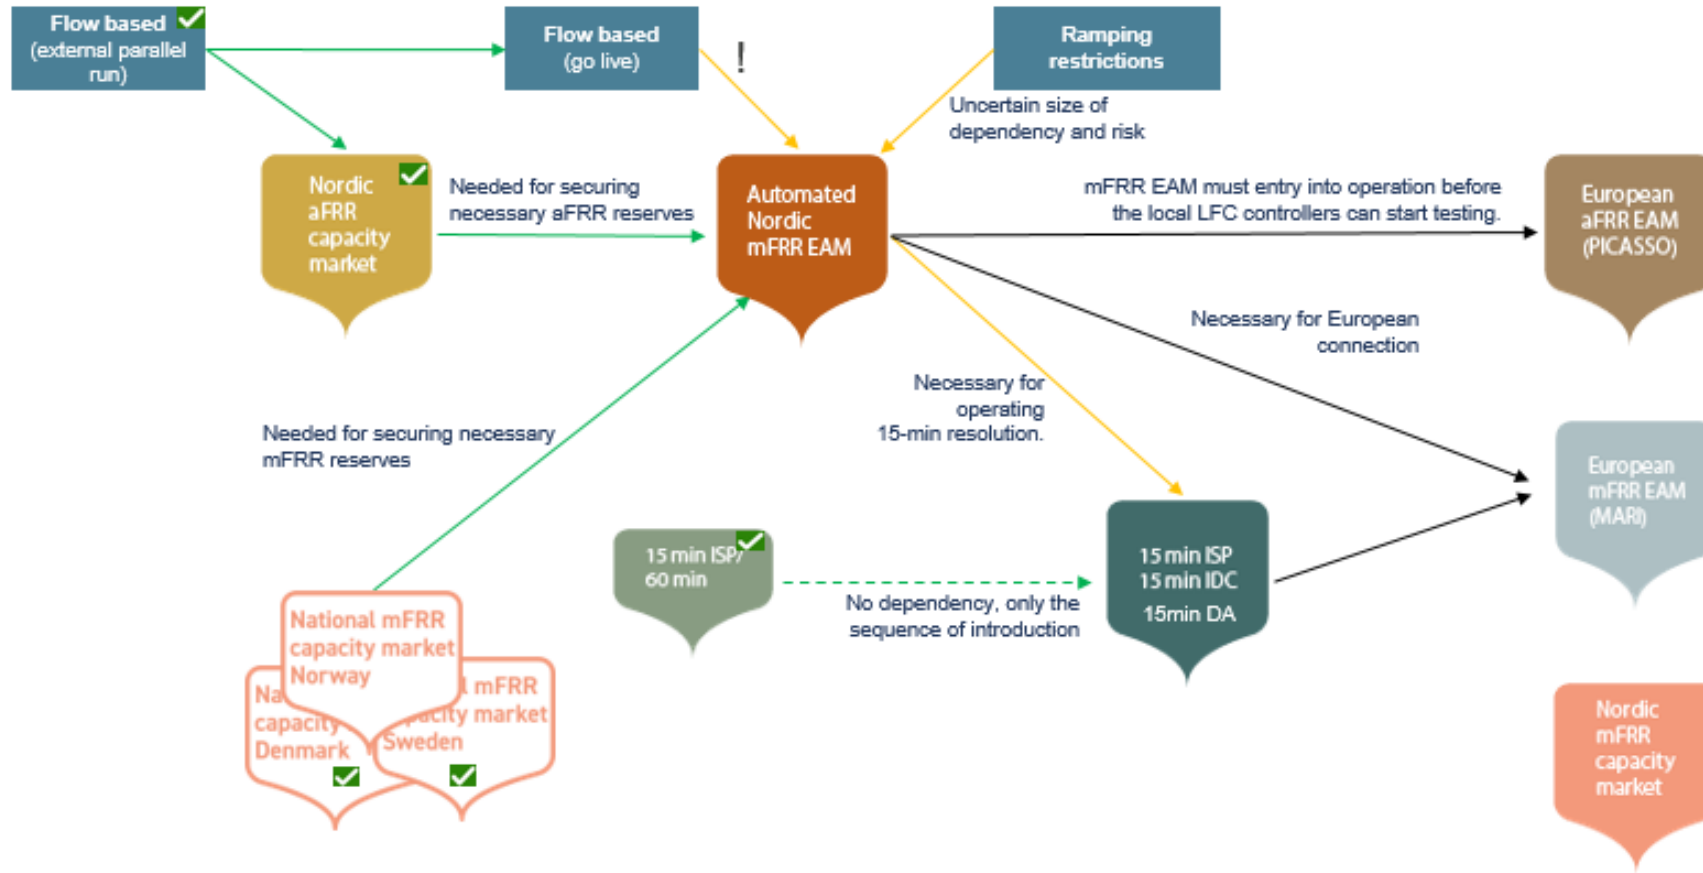 Flow based
(external parallel
run)
Flow based
(go live)
!
Ramping
restrictions
Uncertain size of
dependency and risk
Nordic
aFRR
capacity
market
Needed for securing
necessary aFRR reserves
Automated
Nordic
mFRR EAM
mFRR EAM must entry into operation before
the local LFC controllers can start testing.
European
aFRR EAM
(PICASSO)
Necessary for European
connection
Necessary for
operating
15-min resolution.
Needed for securing necessary
mFRR reserves
European
mFRR EAM
(MARI)
15 min ISP/
60 min
No dependency, only the
sequence of introduction
15 min ISP
15 min IDC
15min DA
National mFRR
capacity market
Norway
Na
capacity
Denmark
l mFRR
pacity market
Sweden
Nordic
mFRR
capacity
market